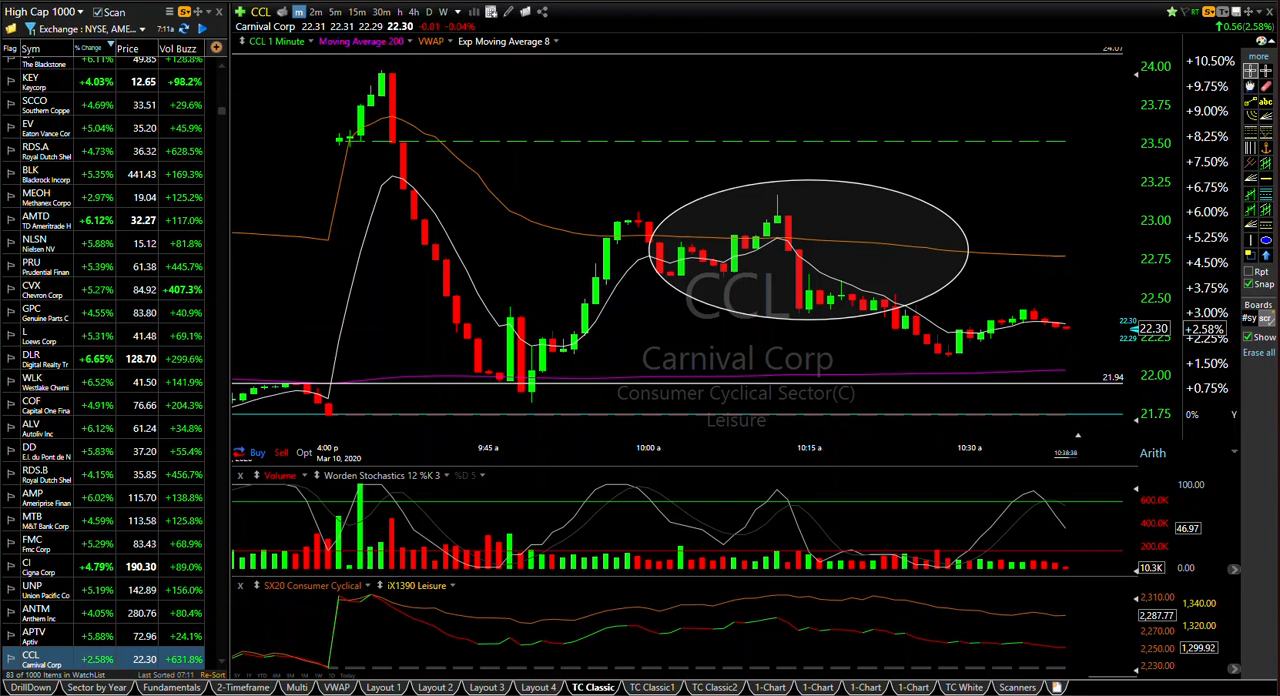 High Cap 1000 Scan
Exchange : NYSE, AME... 7:11a
Flag Sym % Change Price Vol Buzz
+6.11% 49.85 +128.8%
The Blackstone
KEY +4.03% 12.65 +98.2%
Keycorp
SCCO +4.69% 33.51 +29.6%
Southern Coppe
EV +5.04% 35.20 +45.9%
Eaton Vance Cor
RDS.A +4.73% 36.32 +628.5%
Royal Dutch Shel
BLK +5.35% 441.43 +169.3%
Blackrock Incorp
MEOH +2.97% 19.04 +125.2%
Methanex Corpo
AMTD +6.12% 32.27 +117.0%
TD Ameritrade H
NLSN +5.88% 15.12 +81.8%
Nielsen NV
PRU +5.39% 61.38 +445.7%
Prudential Finan
CVX +5.27% 84.92 +407.3%
Chevron Corp
GPC +4.55% 83.80 +40.9%
Genuine Parts C
L +5.31% 41.48 +69.1%
Loews Corp
DLR +6.65% 128.70 +299.6%
Digital Realty Tr
WLK +6.52% 41.50 +141.9%
Westlake Chemi
COF +4.91% 76.66 +204.3%
Capital One Fina
ALV +6.12% 61.24 +34.8%
Autoliv Inc
DD +5.83% 37.20 +55.4%
E.I. du Pont de N
RDS.B +4.15% 35.85 +456.7%
Royal Dutch Shel
AMP +6.02% 115.70 +138.8%
Ameriprise Finan
MTB +4.59% 113.58 +125.8%
M&T Bank Corp
FMC +5.29% 83.43 +68.9%
Fmc Corp
CI +4.79% 190.30 +89.0%
Cigna Corp
UNP +5.19% 142.89 +156.0%
Union Pacific Co
ANTM +4.05% 280.76 +80.4%
Anthem Inc
APTV +5.88% 72.96 +24.1%
Aptiv
CCL +2.58% 22.30 +631.8%
Carnival Corp
83 of 1000 Items in WatchList Last Sorted 07:11 Re-Sort
CCL m 2m 5m 15m 30m h 4h D W
Carnival Corp 22.31 22.31 22.29 22.30 -0.01 -0.04%
0.56(2.58%)
CCL 1 Minute Moving Average 200 VWAP Exp Moving Average 8
24.07
24.00
23.75
23.50
23.25
23.00
22.75
22.50
22.30
22.30
22.29
22.25
22.00
21.94
21.75
+10.50%
+9.75%
+9.00%
+8.25%
+7.50%
+6.75%
+6.00%
+5.25%
+4.50%
+3.75%
+3.00%
+2.58%
+2.25%
+1.50%
+0.75%
0% Y
CCL
Carnival Corp
Consumer Cyclical Sector(C)
Leisure
Buy Sell Opt 4:00 p 9:45 a 10:00 a 10:15 a 10:30 a Arith
Mar 10, 2020 10:38:38
X Volume Worden Stochastics 12 %K 3 %D 5
600.0K
400.0K
200.0K
10.3K
100.00
46.97
0.00
X SX20 Consumer Cyclical iX1390 Leisure
2,310.00
2,287.77
2,270.00
2,250.00
2,230.00
1,340.00
1,320.00
1,299.92
more
abc
Rpt
Snap
Boards
#sy scr
Show
Erase all
RT
DrillDown Sector by Year Fundamentals 2-Timeframe Multi VWAP Layout 1 Layout 2 Layout 3 Layout 4 TC Classic TC Classic1 TC Classic2 1-Chart 1-Chart 1-Chart 1-Chart TC White Scanners